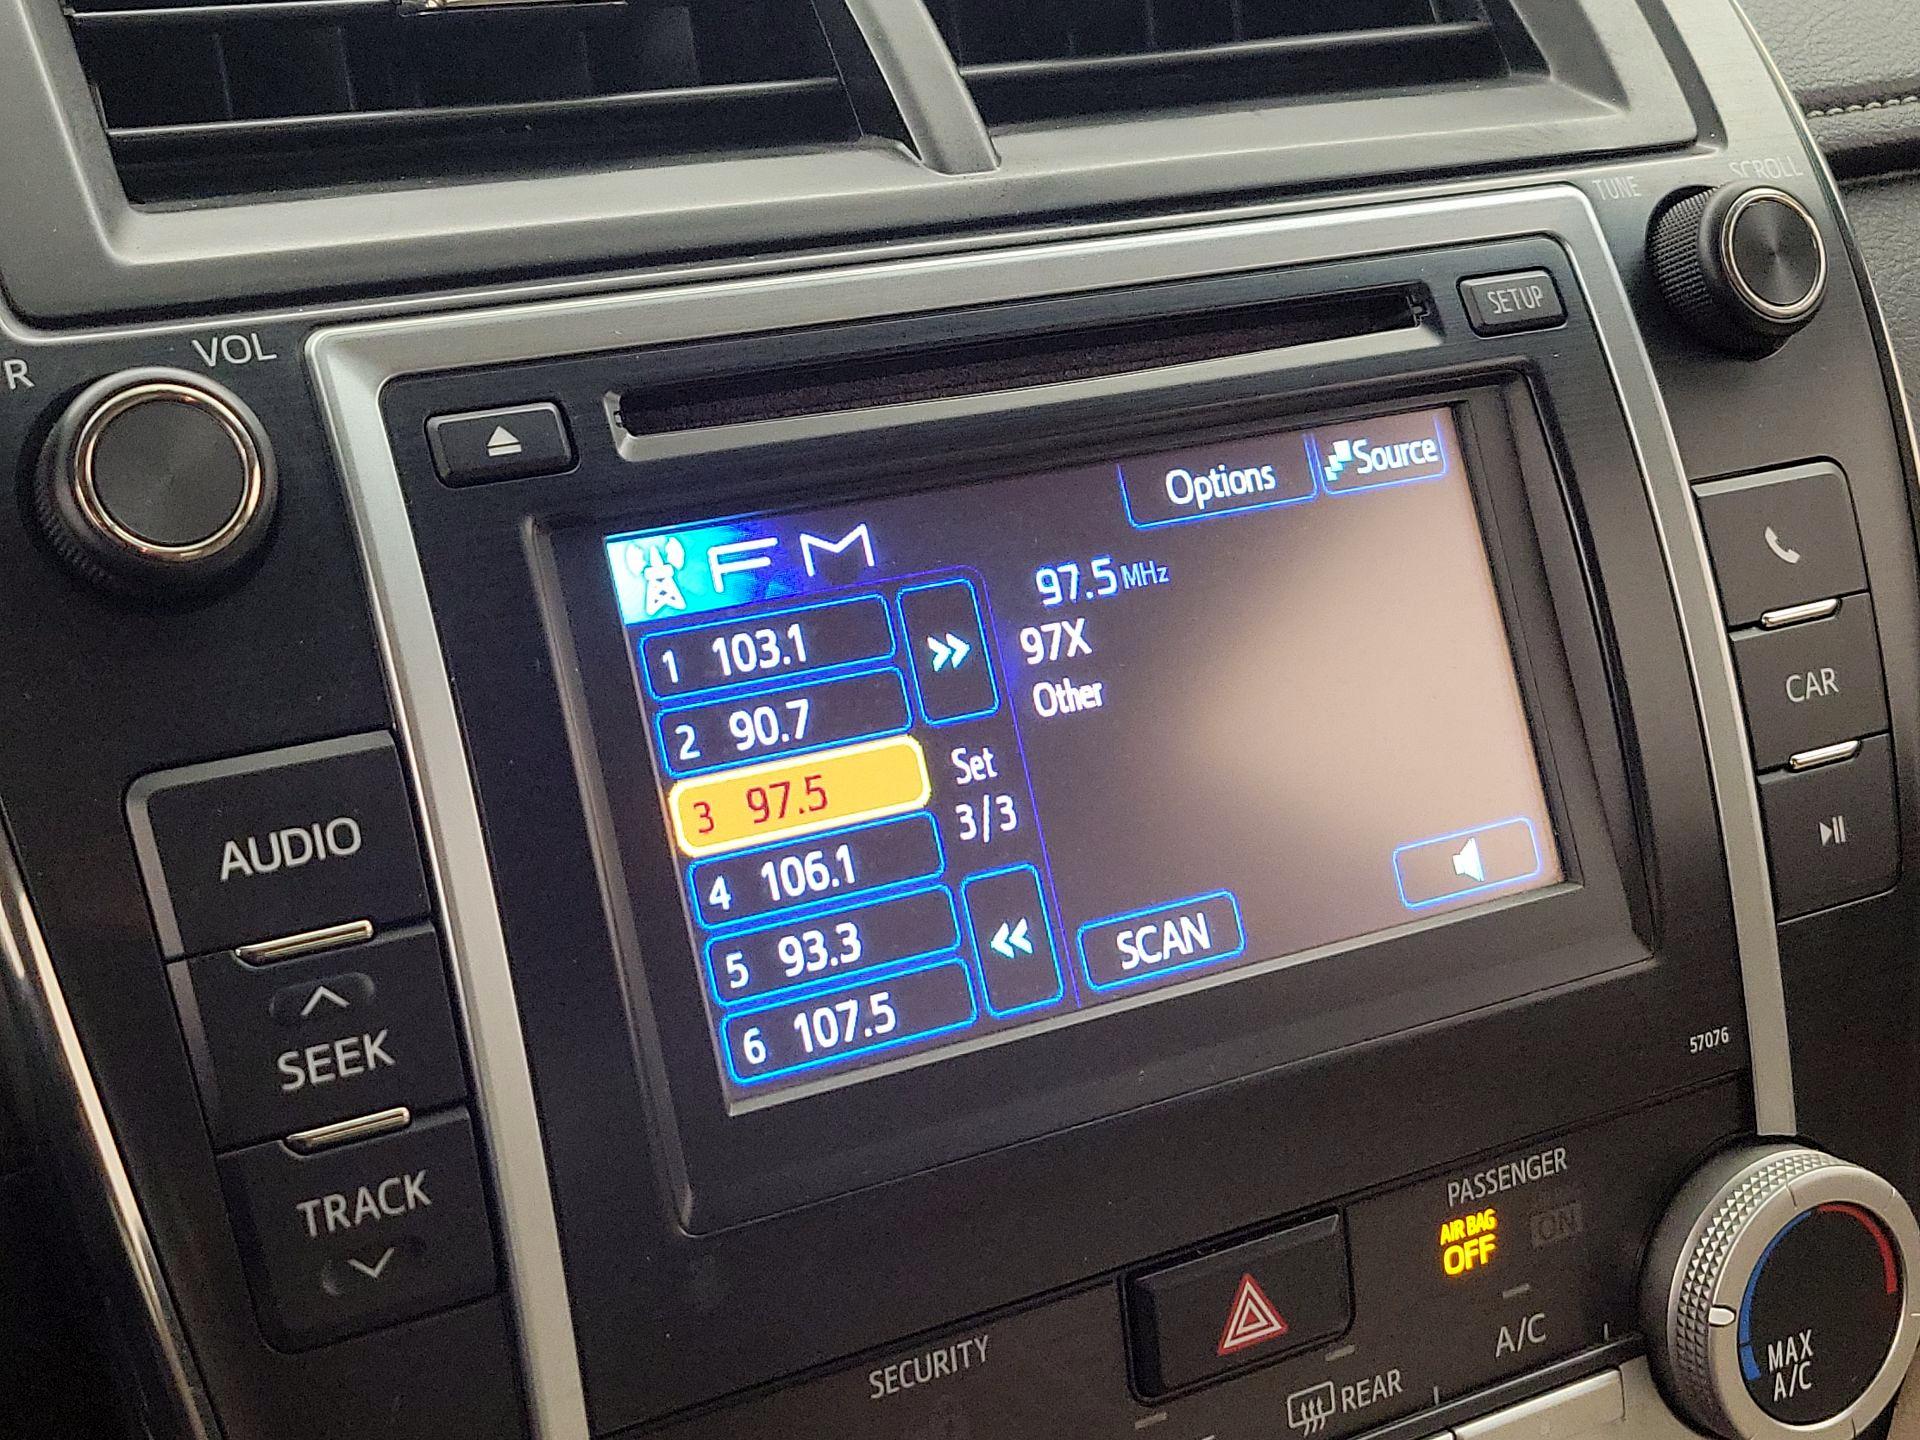 TUNE SCROLL
R VOL
SETUP
Options
Source
FM
97.5 MHz
97X
Other
1 103.1
2 90.7
3 97.5
4 106.1
5 93.3
6 107.5
Set
3/3
SCAN
AUDIO
SEEK
TRACK
CAR
57076
PASSENGER
AIR BAG
OFF
ON
SECURITY
REAR
A/C
MAX
A/C